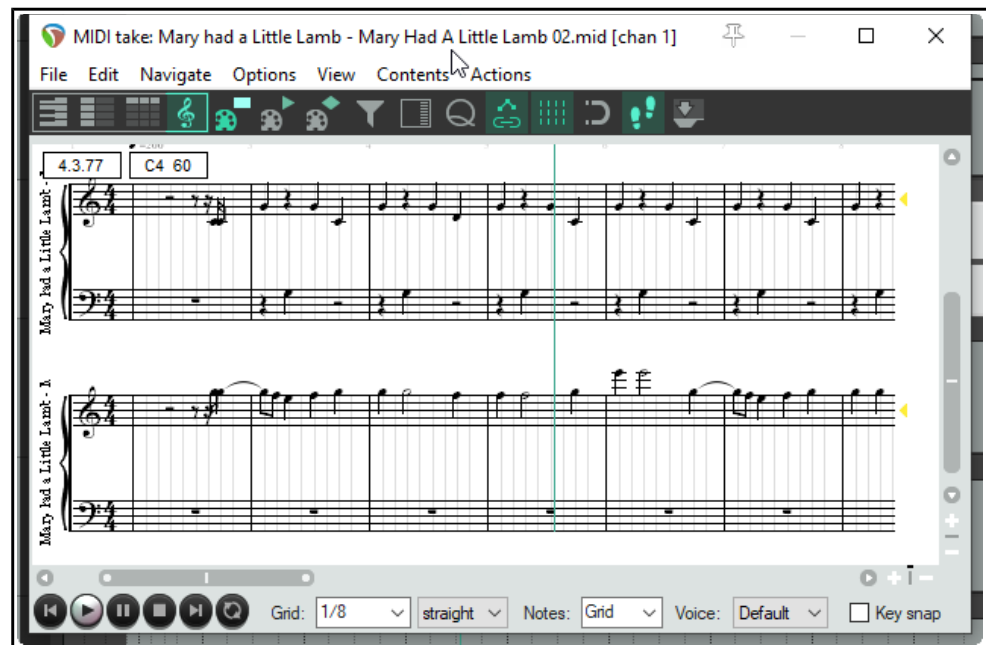 MIDI take: Mary had a Little Lamb - Mary Had A Little Lamb 02.mid [chan 1]
File Edit Navigate Options View Contents Actions
4.3.77 C4 60
Mary had a Little Lamb -
Mary had a Little Lamb -
Grid: 1/8 straight Notes: Grid Voice: Default Key snap